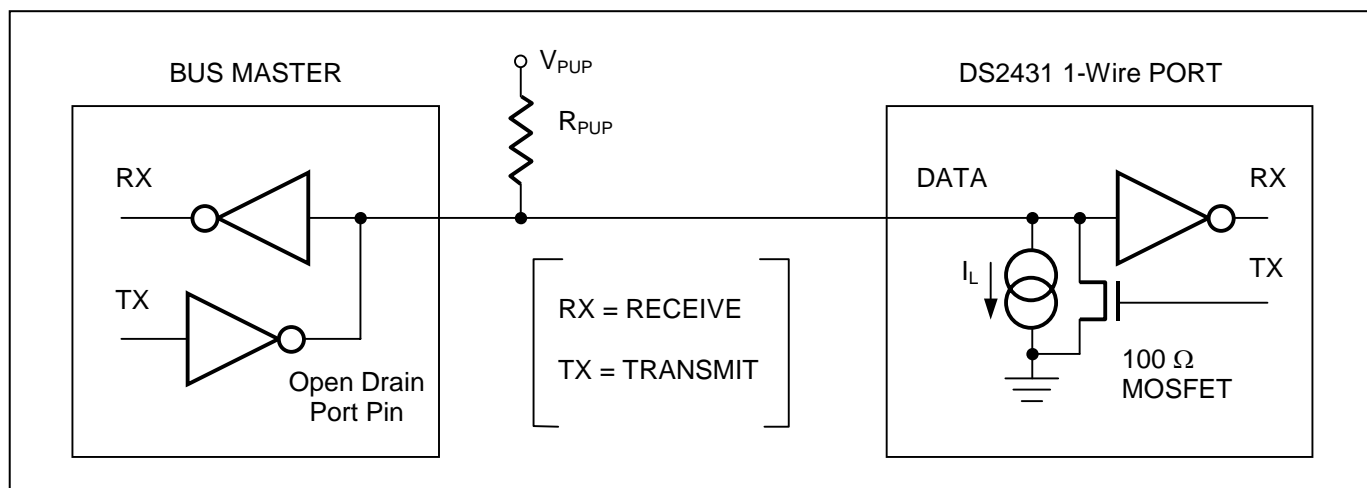 BUS MASTER
V_PUP
DS2431 1-Wire PORT
R_PUP
RX
DATA
RX
TX
I_L
TX
RX = RECEIVE
TX = TRANSMIT
Open Drain
Port Pin
100 Ω
MOSFET